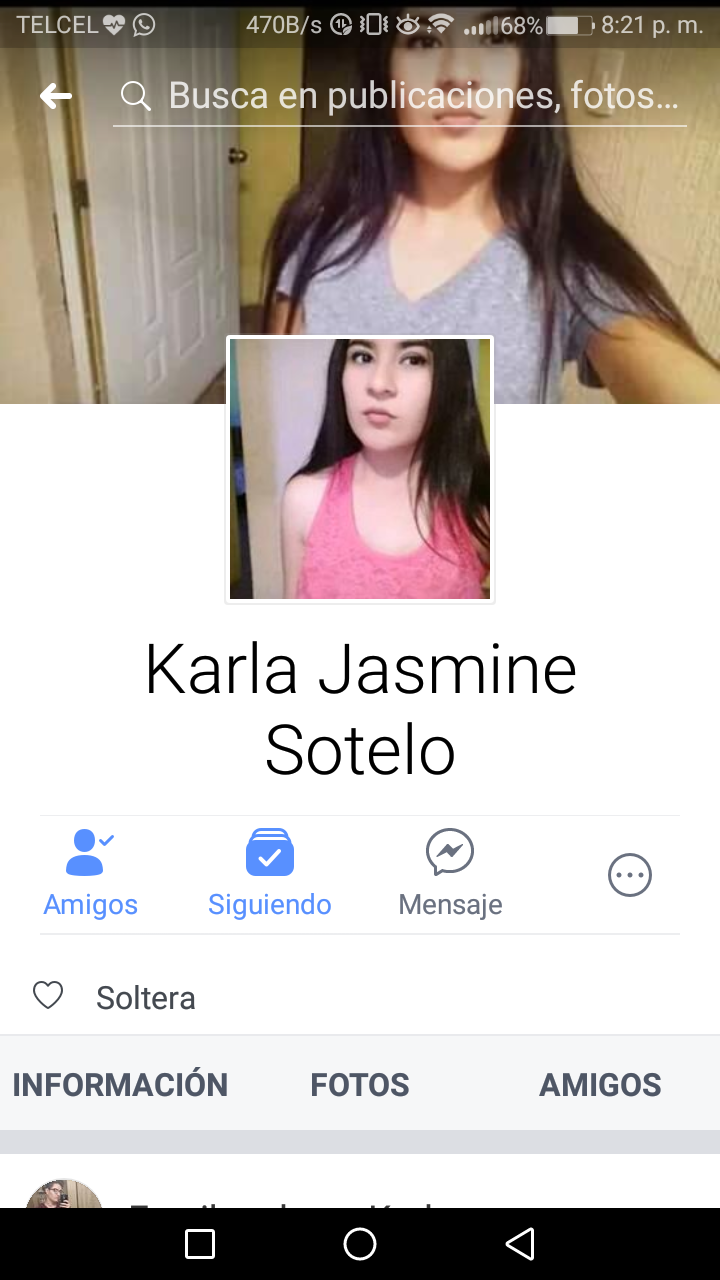 TELCEL 470B/s 68% 8:21 p. m.
Busca en publicaciones, fotos...
Karla Jasmine
Sotelo
Amigos Siguiendo Mensaje
Soltera
INFORMACIÓN FOTOS AMIGOS